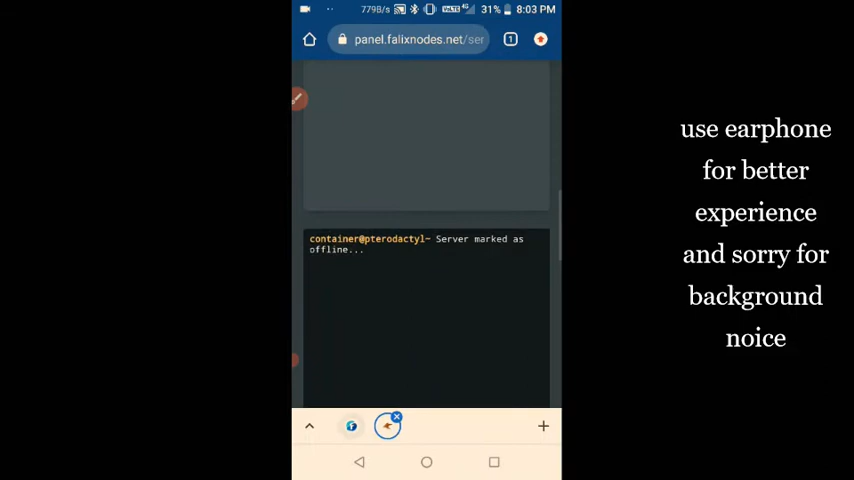 779B/s 31% 8:03 PM
panel.falixnodes.net/ser
1
container@pterodactyl~ Server marked as
offline...
use earphone
for better
experience
and sorry for
background
noice